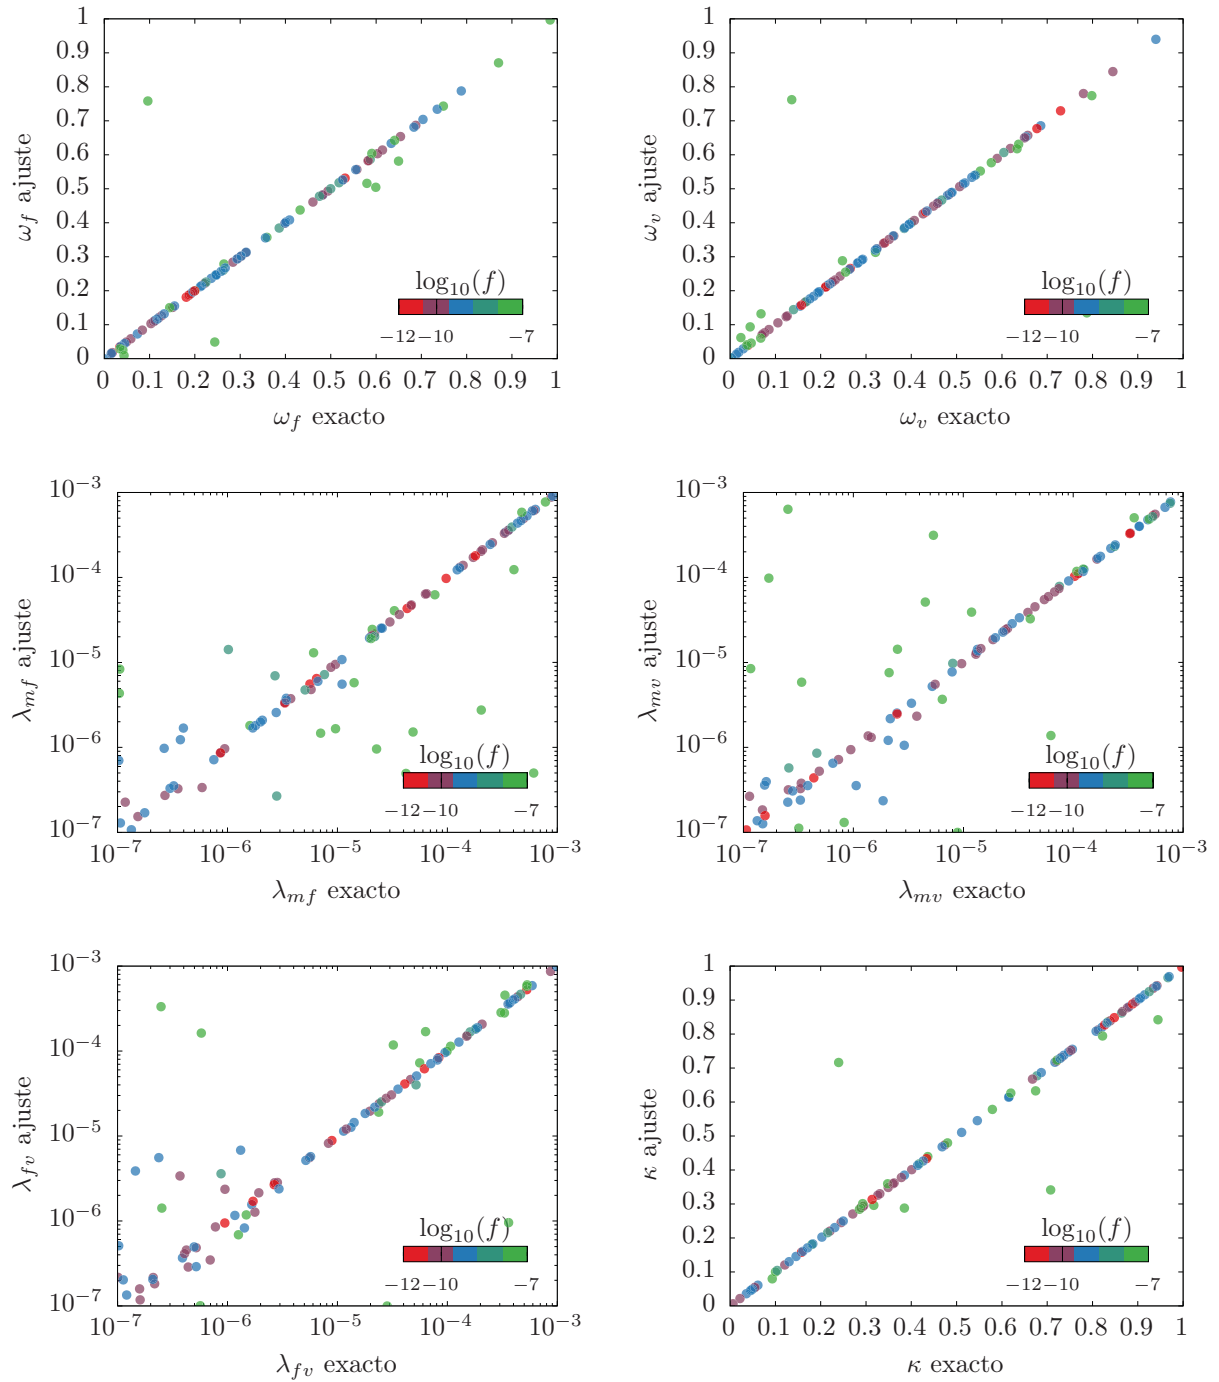 1
0.9
0.8
0.7
0.6
0.5
0.4
0.3
0.2
0.1
0
0 0.1 0.2 0.3 0.4 0.5 0.6 0.7 0.8 0.9 1
ω_f ajuste
ω_f exacto
log₁₀(f)
−12 −10 −7
1
0.9
0.8
0.7
0.6
0.5
0.4
0.3
0.2
0.1
0
0 0.1 0.2 0.3 0.4 0.5 0.6 0.7 0.8 0.9 1
ω_v ajuste
ω_v exacto
log₁₀(f)
−12 −10 −7
10⁻³
10⁻⁴
10⁻⁵
10⁻⁶
10⁻⁷
10⁻⁷ 10⁻⁶ 10⁻⁵ 10⁻⁴ 10⁻³
λ_mf ajuste
λ_mf exacto
log₁₀(f)
−12 −10 −7
10⁻³
10⁻⁴
10⁻⁵
10⁻⁶
10⁻⁷
10⁻⁷ 10⁻⁶ 10⁻⁵ 10⁻⁴ 10⁻³
λ_mv ajuste
λ_mv exacto
log₁₀(f)
−12 −10 −7
10⁻³
10⁻⁴
10⁻⁵
10⁻⁶
10⁻⁷
10⁻⁷ 10⁻⁶ 10⁻⁵ 10⁻⁴ 10⁻³
λ_fv ajuste
λ_fv exacto
log₁₀(f)
−12 −10 −7
1
0.9
0.8
0.7
0.6
0.5
0.4
0.3
0.2
0.1
0
0 0.1 0.2 0.3 0.4 0.5 0.6 0.7 0.8 0.9 1
κ ajuste
κ exacto
log₁₀(f)
−12 −10 −7